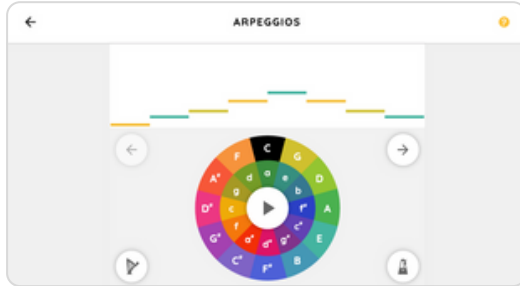 ARPEGGIOS
?
C
F G
d a e
A# D
g b
D# c f# A
f c#
G# a# d# g# E
C# B
F#